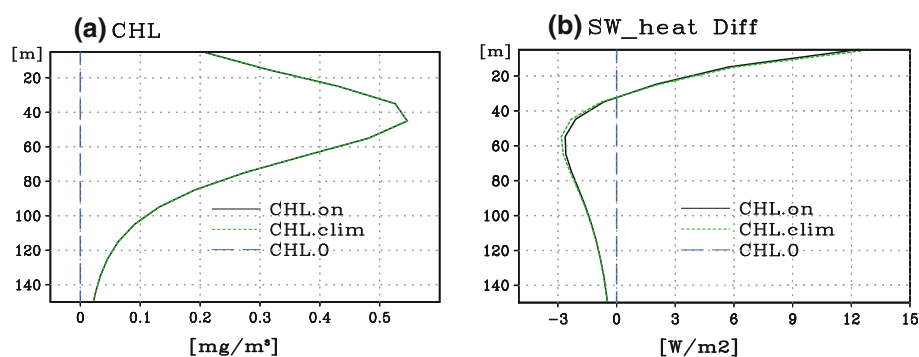 (a) CHL
[m]
20
40
60
80
100
120
140
CHL.on
CHL.clim
CHL.0
0 0.1 0.2 0.3 0.4 0.5
[mg/m³]
(b) SW_heat Diff
[m]
20
40
60
80
100
120
140
CHL.on
CHL.clim
CHL.0
-3 0 3 6 9 12 15
[W/m2]